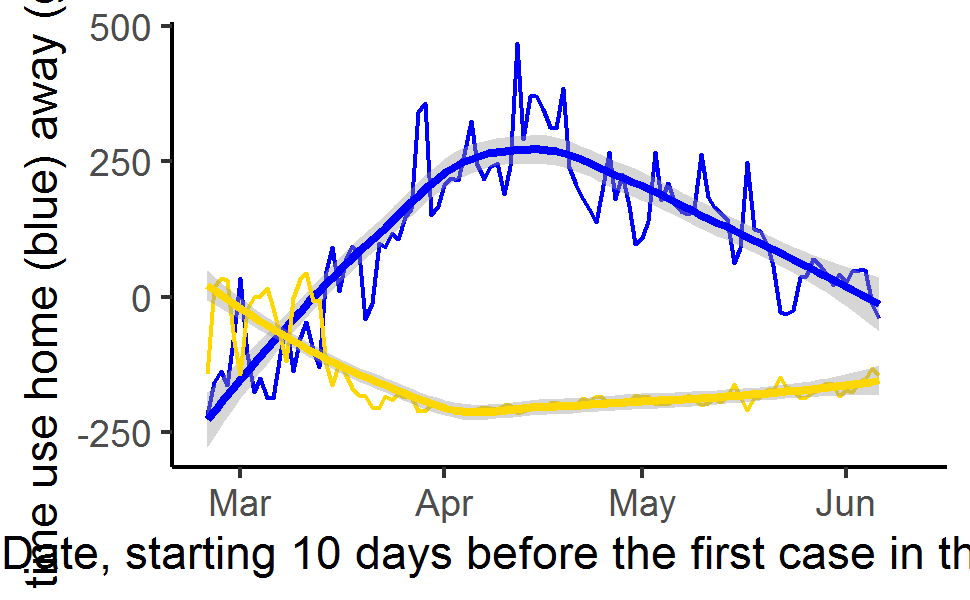 time use home (blue) away (
500
250
0
-250
Mar Apr May Jun
Date, starting 10 days before the first case in th